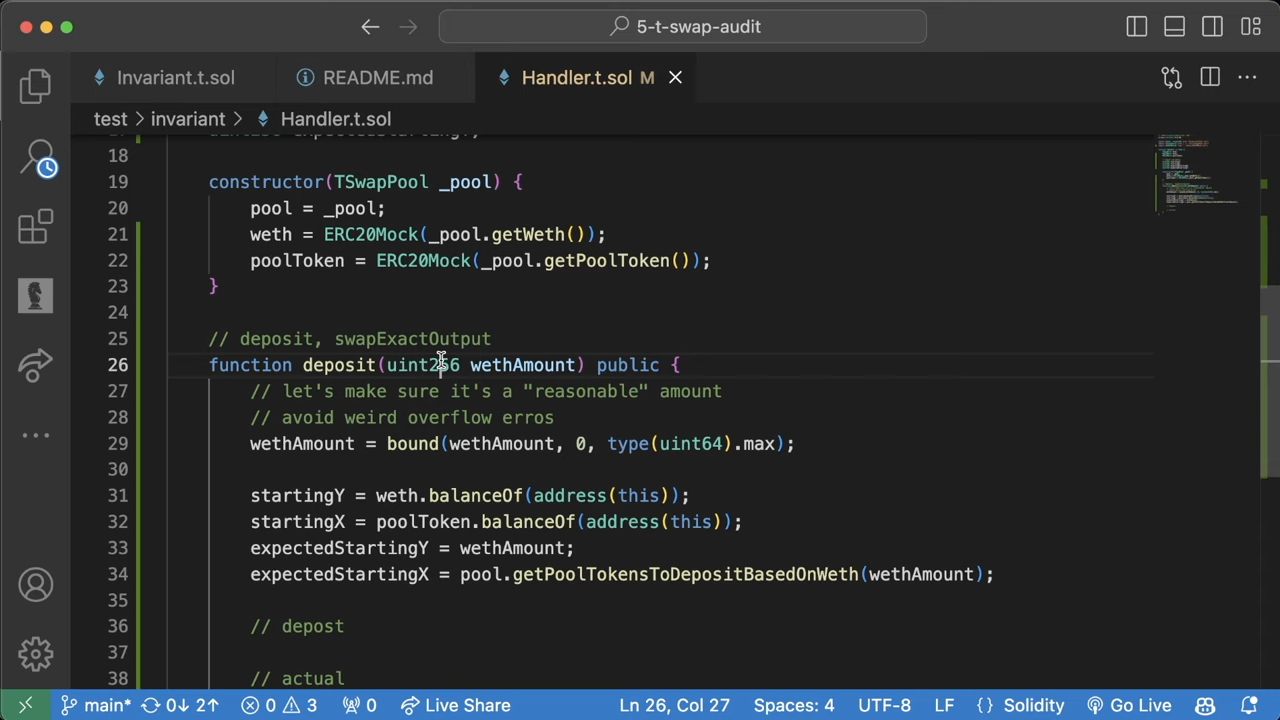 5-t-swap-audit
Invariant.t.sol
README.md
Handler.t.sol M
test > invariant > Handler.t.sol
18
19 constructor(TSwapPool _pool) {
20 pool = _pool;
21 weth = ERC20Mock(_pool.getWeth());
22 poolToken = ERC20Mock(_pool.getPoolToken());
23 }
24
25 // deposit, swapExactOutput
26 function deposit(uint256 wethAmount) public {
27 // let's make sure it's a "reasonable" amount
28 // avoid weird overflow erros
29 wethAmount = bound(wethAmount, 0, type(uint64).max);
30
31 startingY = weth.balanceOf(address(this));
32 startingX = poolToken.balanceOf(address(this));
33 expectedStartingY = wethAmount;
34 expectedStartingX = pool.getPoolTokensToDepositBasedOnWeth(wethAmount);
35
36 // depost
37
38 // actual
main* 0↓ 2↑ 0 3 0 Live Share Ln 26, Col 27 Spaces: 4 UTF-8 LF {} Solidity Go Live